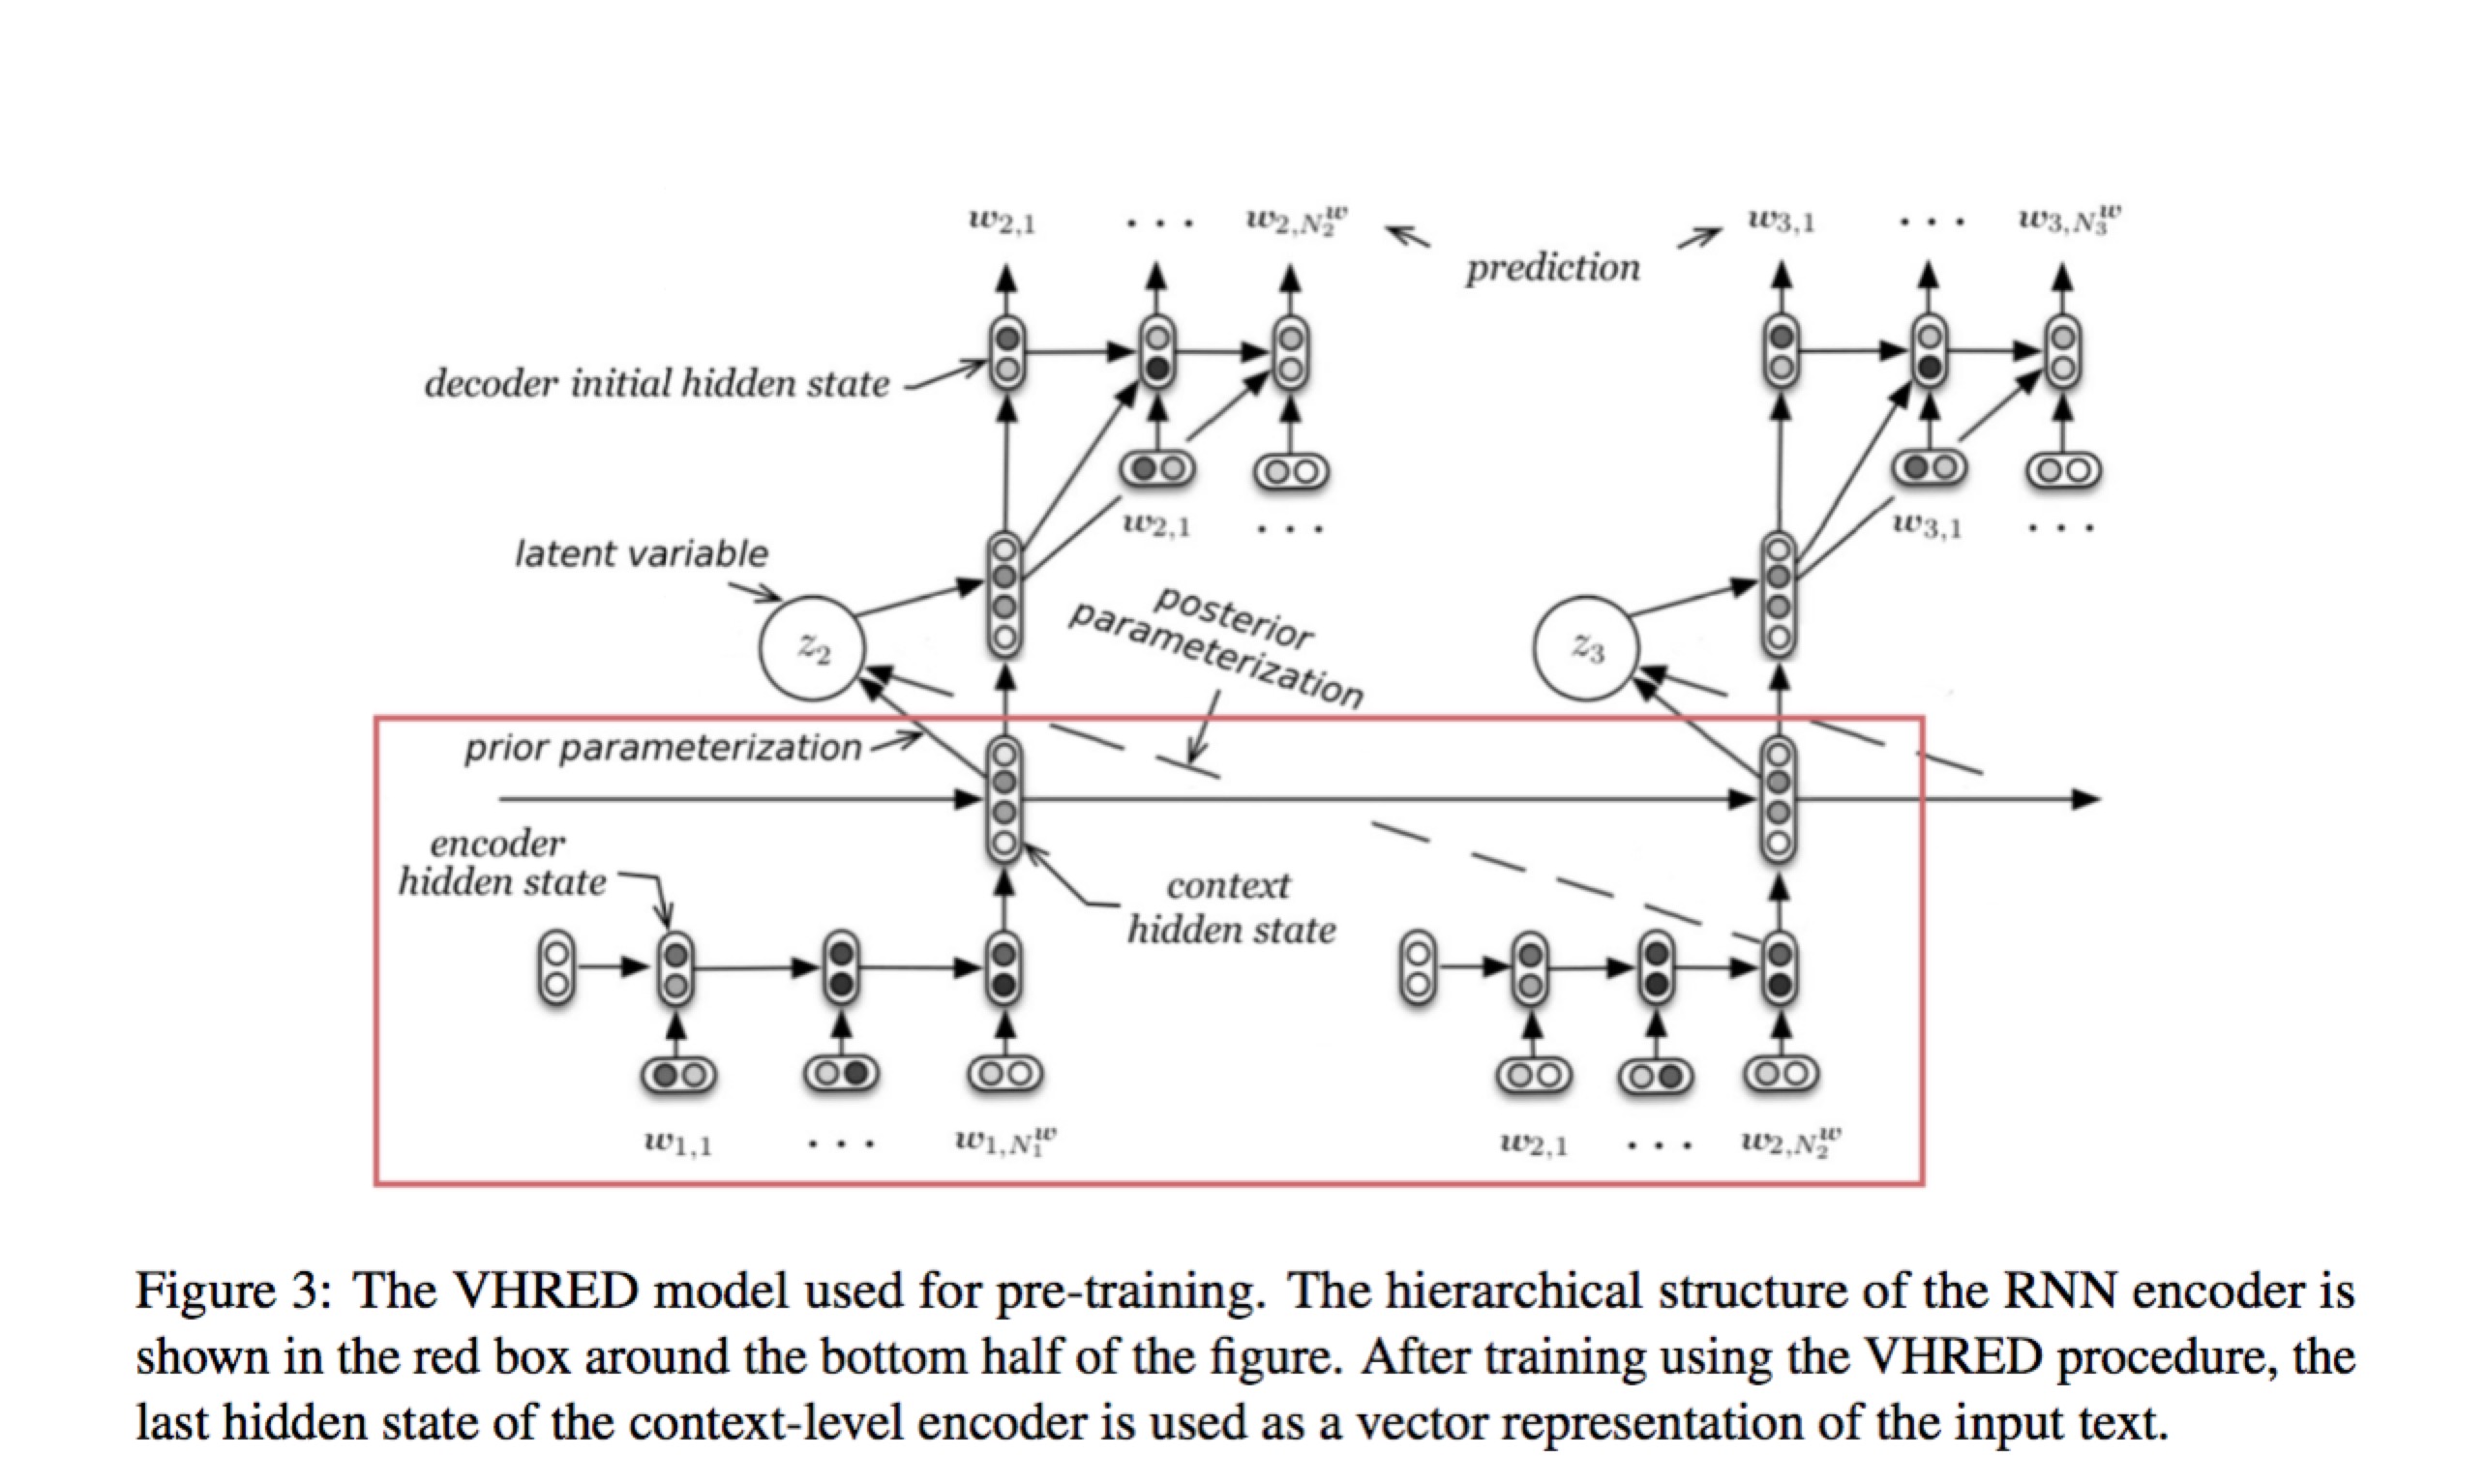 w_{2,1} . . . w_{2,N_2^w} w_{3,1} . . . w_{3,N_3^w}
prediction
decoder initial hidden state
w_{2,1} . . . w_{3,1} . . .
latent variable
posterior
parameterization
z_2 z_3
prior parameterization
encoder
hidden state
context
hidden state
w_{1,1} . . . w_{1,N_1^w} w_{2,1} . . . w_{2,N_2^w}
Figure 3: The VHRED model used for pre-training. The hierarchical structure of the RNN encoder is
shown in the red box around the bottom half of the figure. After training using the VHRED procedure, the
last hidden state of the context-level encoder is used as a vector representation of the input text.